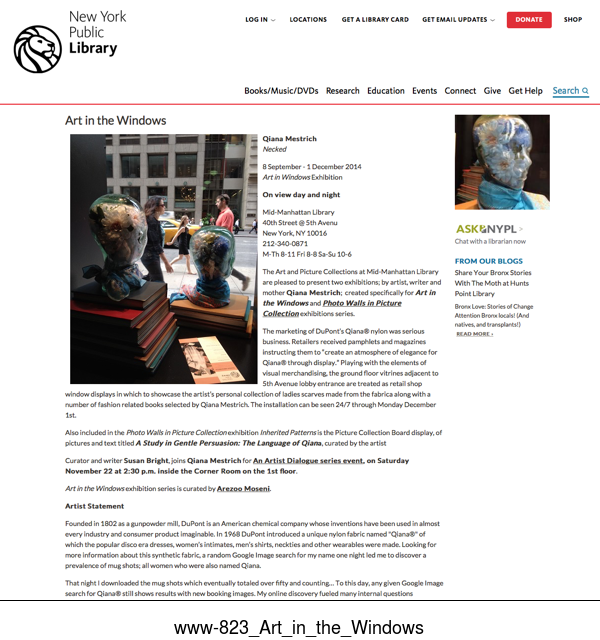 New York
Public
Library
LOG IN
LOCATIONS
GET A LIBRARY CARD
GET EMAIL UPDATES
DONATE
SHOP
Books/Music/DVDs
Research
Education
Events
Connect
Give
Get Help
Search
Art in the Windows
Qiana Mestrich
Necked
8 September - 1 December 2014
Art in Windows Exhibition
On view day and night
Mid-Manhattan Library
40th Street @ 5th Avenu
New York, NY 10016
212-340-0871
M-Th 8-11 Fri 8-8 Sa-Su 10-6
The Art and Picture Collections at Mid-Manhattan Library
are pleased to present two exhibitions; by artist, writer and
mother Qiana Mestrich; created specifically for Art in
the Windows and Photo Walls in Picture
Collection exhibitions series.
The marketing of DuPont's Qiana® nylon was serious
business. Retailers received pamphlets and magazines
instructing them to "create an atmosphere of elegance for
Qiana® through display." Playing with the elements of
visual merchandising, the ground floor vitrines adjacent to
5th Avenue lobby entrance are treated as retail shop
window displays in which to showcase the artist's personal collection of ladies scarves made from the fabrica along with a
number of fashion related books selected by Qiana Mestrich. The installation can be seen 24/7 through Monday December
1st.
Also included in the Photo Walls in Picture Collection exhibition Inherited Patterns is the Picture Collection Board display, of
pictures and text titled A Study in Gentle Persuasion: The Language of Qiana, curated by the artist
Curator and writer Susan Bright, joins Qiana Mestrich for An Artist Dialogue series event, on Saturday
November 22 at 2:30 p.m. inside the Corner Room on the 1st floor.
Art in the Windows exhibition series is curated by Arezoo Moseni.
Artist Statement
Founded in 1802 as a gunpowder mill, DuPont is an American chemical company whose inventions have been used in almost
every industry and consumer product imaginable. In 1968 DuPont introduced a unique nylon fabric named "Qiana®" of
which the popular disco era dresses, women's intimates, men's shirts, neckties and other wearables were made. Looking for
more information about this synthetic fabric, a random Google Image search for my name one night led me to discover a
prevalence of mug shots; all women who were also named Qiana.
That night I downloaded the mug shots which eventually totaled over fifty and counting... To this day, any given Google Image
search for Qiana® still shows results with new booking images. My online discovery fueled many internal questions
ASK NYPL >
Chat with a librarian now
FROM OUR BLOGS
Share Your Bronx Stories
With The Moth at Hunts
Point Library
Bronx Love: Stories of Change
Attention Bronx locals! (And
natives, and transplants!)
READ MORE ›
www-823_Art_in_the_Windows